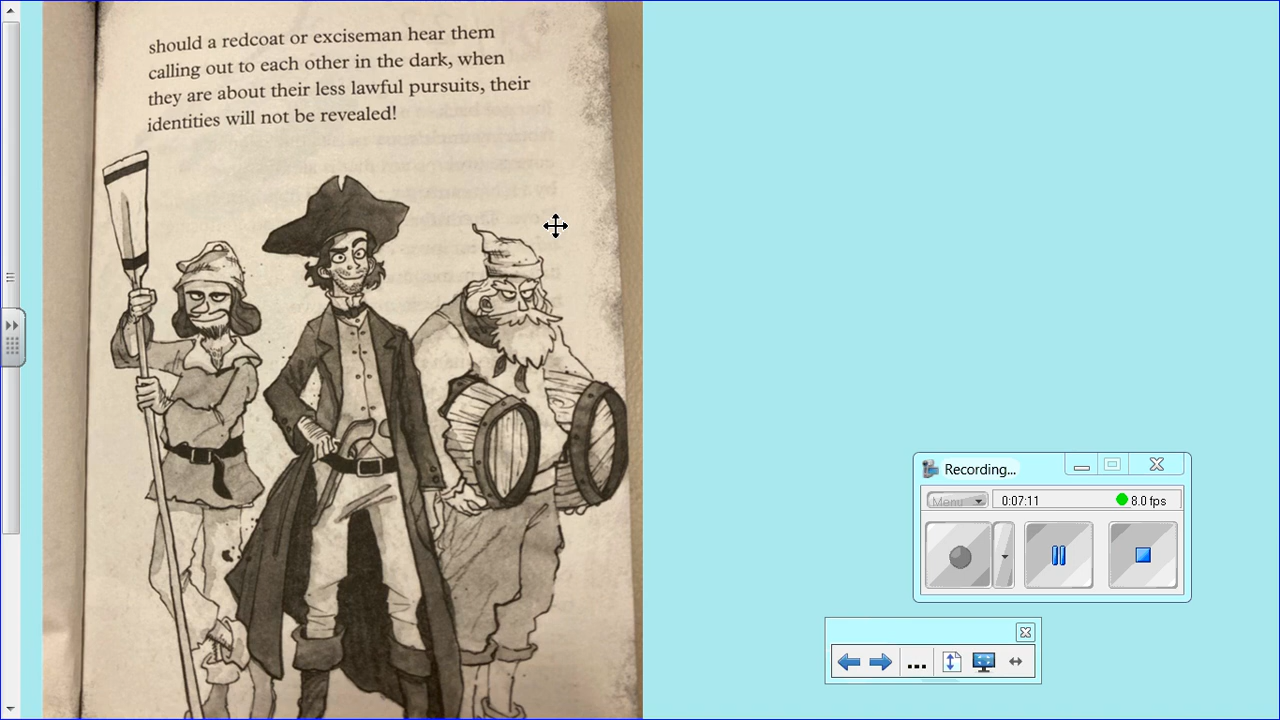 should a redcoat or exciseman hear them
calling out to each other in the dark, when
they are about their less lawful pursuits, their
identities will not be revealed!
Recording...
Menu
0:07:11
8.0 fps
...